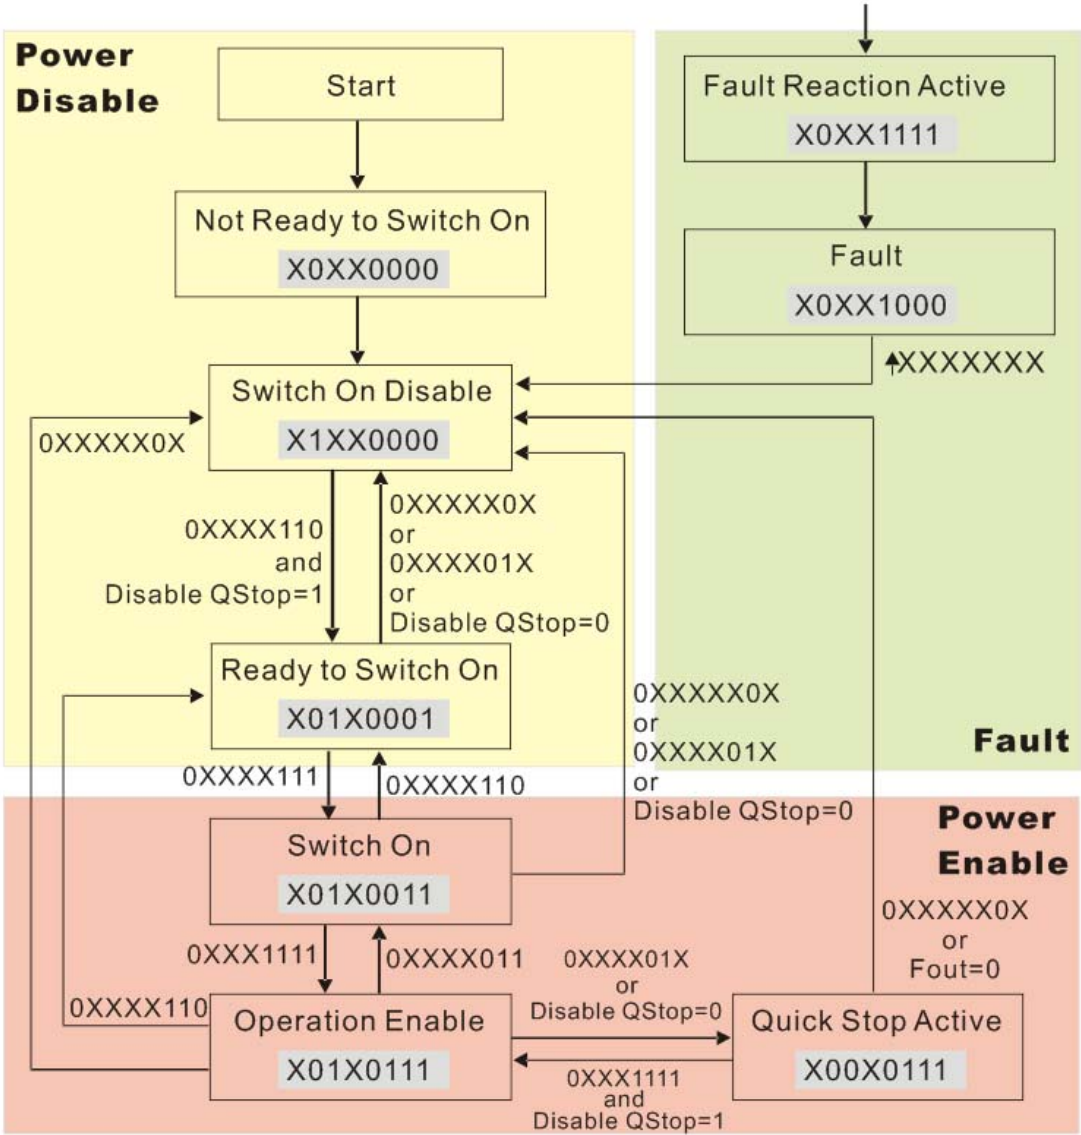 Power
Disable
Start
Not Ready to Switch On
X0XX0000
Switch On Disable
X1XX0000
0XXXXX0X
0XXXX110
and
Disable QStop=1
0XXXXX0X
or
0XXXX01X
or
Disable QStop=0
Ready to Switch On
X01X0001
Fault Reaction Active
X0XX1111
Fault
X0XX1000
XXXXXXX
Fault
0XXXXX0X
or
0XXXX01X
or
Disable QStop=0
0XXXX111
0XXXX110
Power
Enable
Switch On
X01X0011
0XXX1111
0XXXX011
0XXXX110
Operation Enable
X01X0111
0XXXX01X
or
Disable QStop=0
0XXX1111
and
Disable QStop=1
0XXXXX0X
or
Fout=0
Quick Stop Active
X00X0111